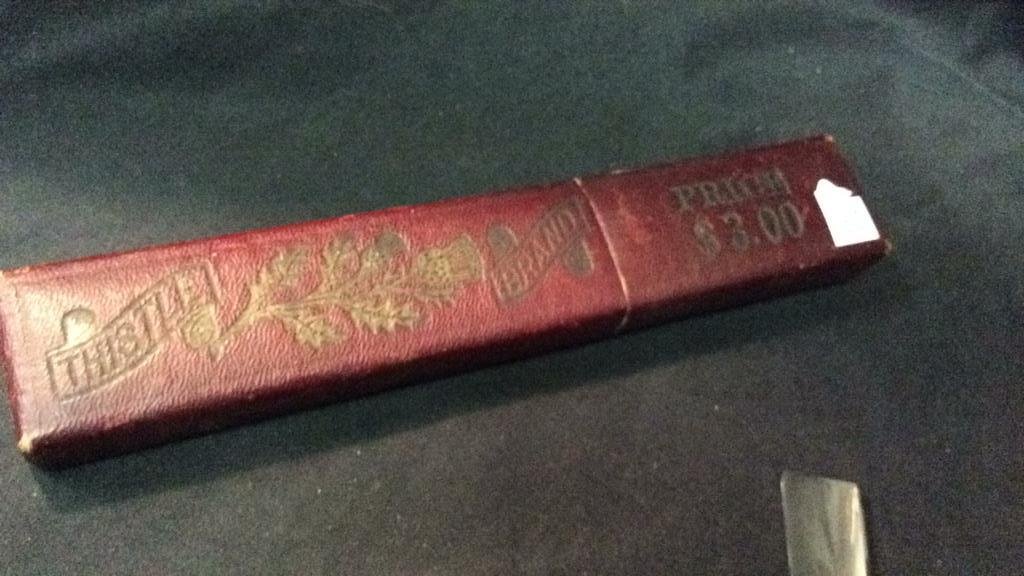 THISTLE
BRAND
PRICE
$3.00